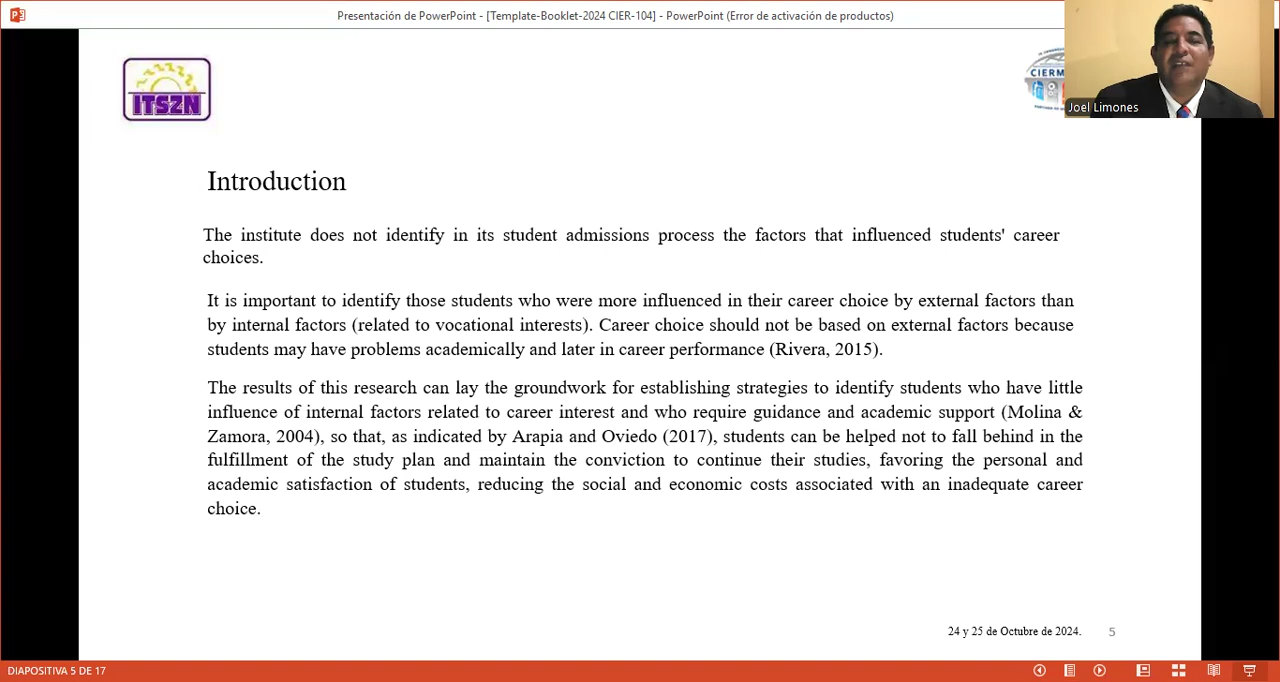 Presentación de PowerPoint - [Template-Booklet-2024 CIER-104] - PowerPoint (Error de activación de productos)
ITSZN
CIERM
Joel Limones
Introduction
The institute does not identify in its student admissions process the factors that influenced students' career
choices.
It is important to identify those students who were more influenced in their career choice by external factors than
by internal factors (related to vocational interests). Career choice should not be based on external factors because
students may have problems academically and later in career performance (Rivera, 2015).
The results of this research can lay the groundwork for establishing strategies to identify students who have little
influence of internal factors related to career interest and who require guidance and academic support (Molina &
Zamora, 2004), so that, as indicated by Arapia and Oviedo (2017), students can be helped not to fall behind in the
fulfillment of the study plan and maintain the conviction to continue their studies, favoring the personal and
academic satisfaction of students, reducing the social and economic costs associated with an inadequate career
choice.
24 y 25 de Octubre de 2024.
5
DIAPOSITIVA 5 DE 17